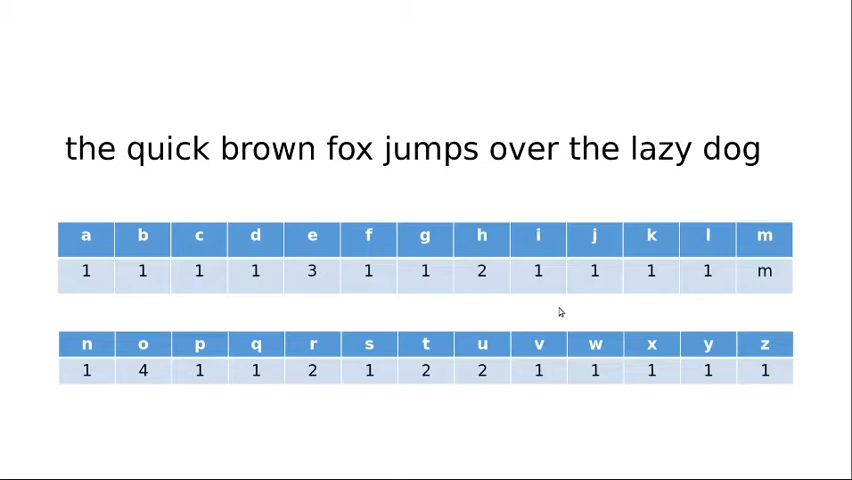 the quick brown fox jumps over the lazy dog
a b c d e f g h i j k l m
1 1 1 1 3 1 1 2 1 1 1 1 m
n o p q r s t u v w x y z
1 4 1 1 2 1 2 2 1 1 1 1 1